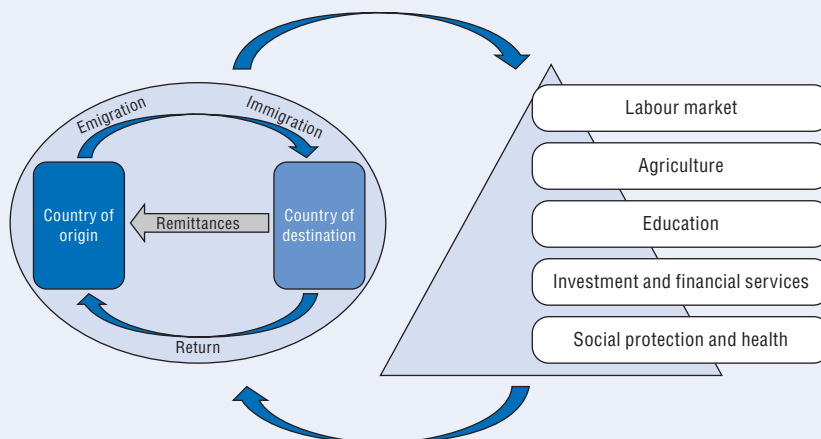 Emigration
Immigration
Country of
origin
Remittances
Country of
destination
Return
Labour market
Agriculture
Education
Investment and financial services
Social protection and health